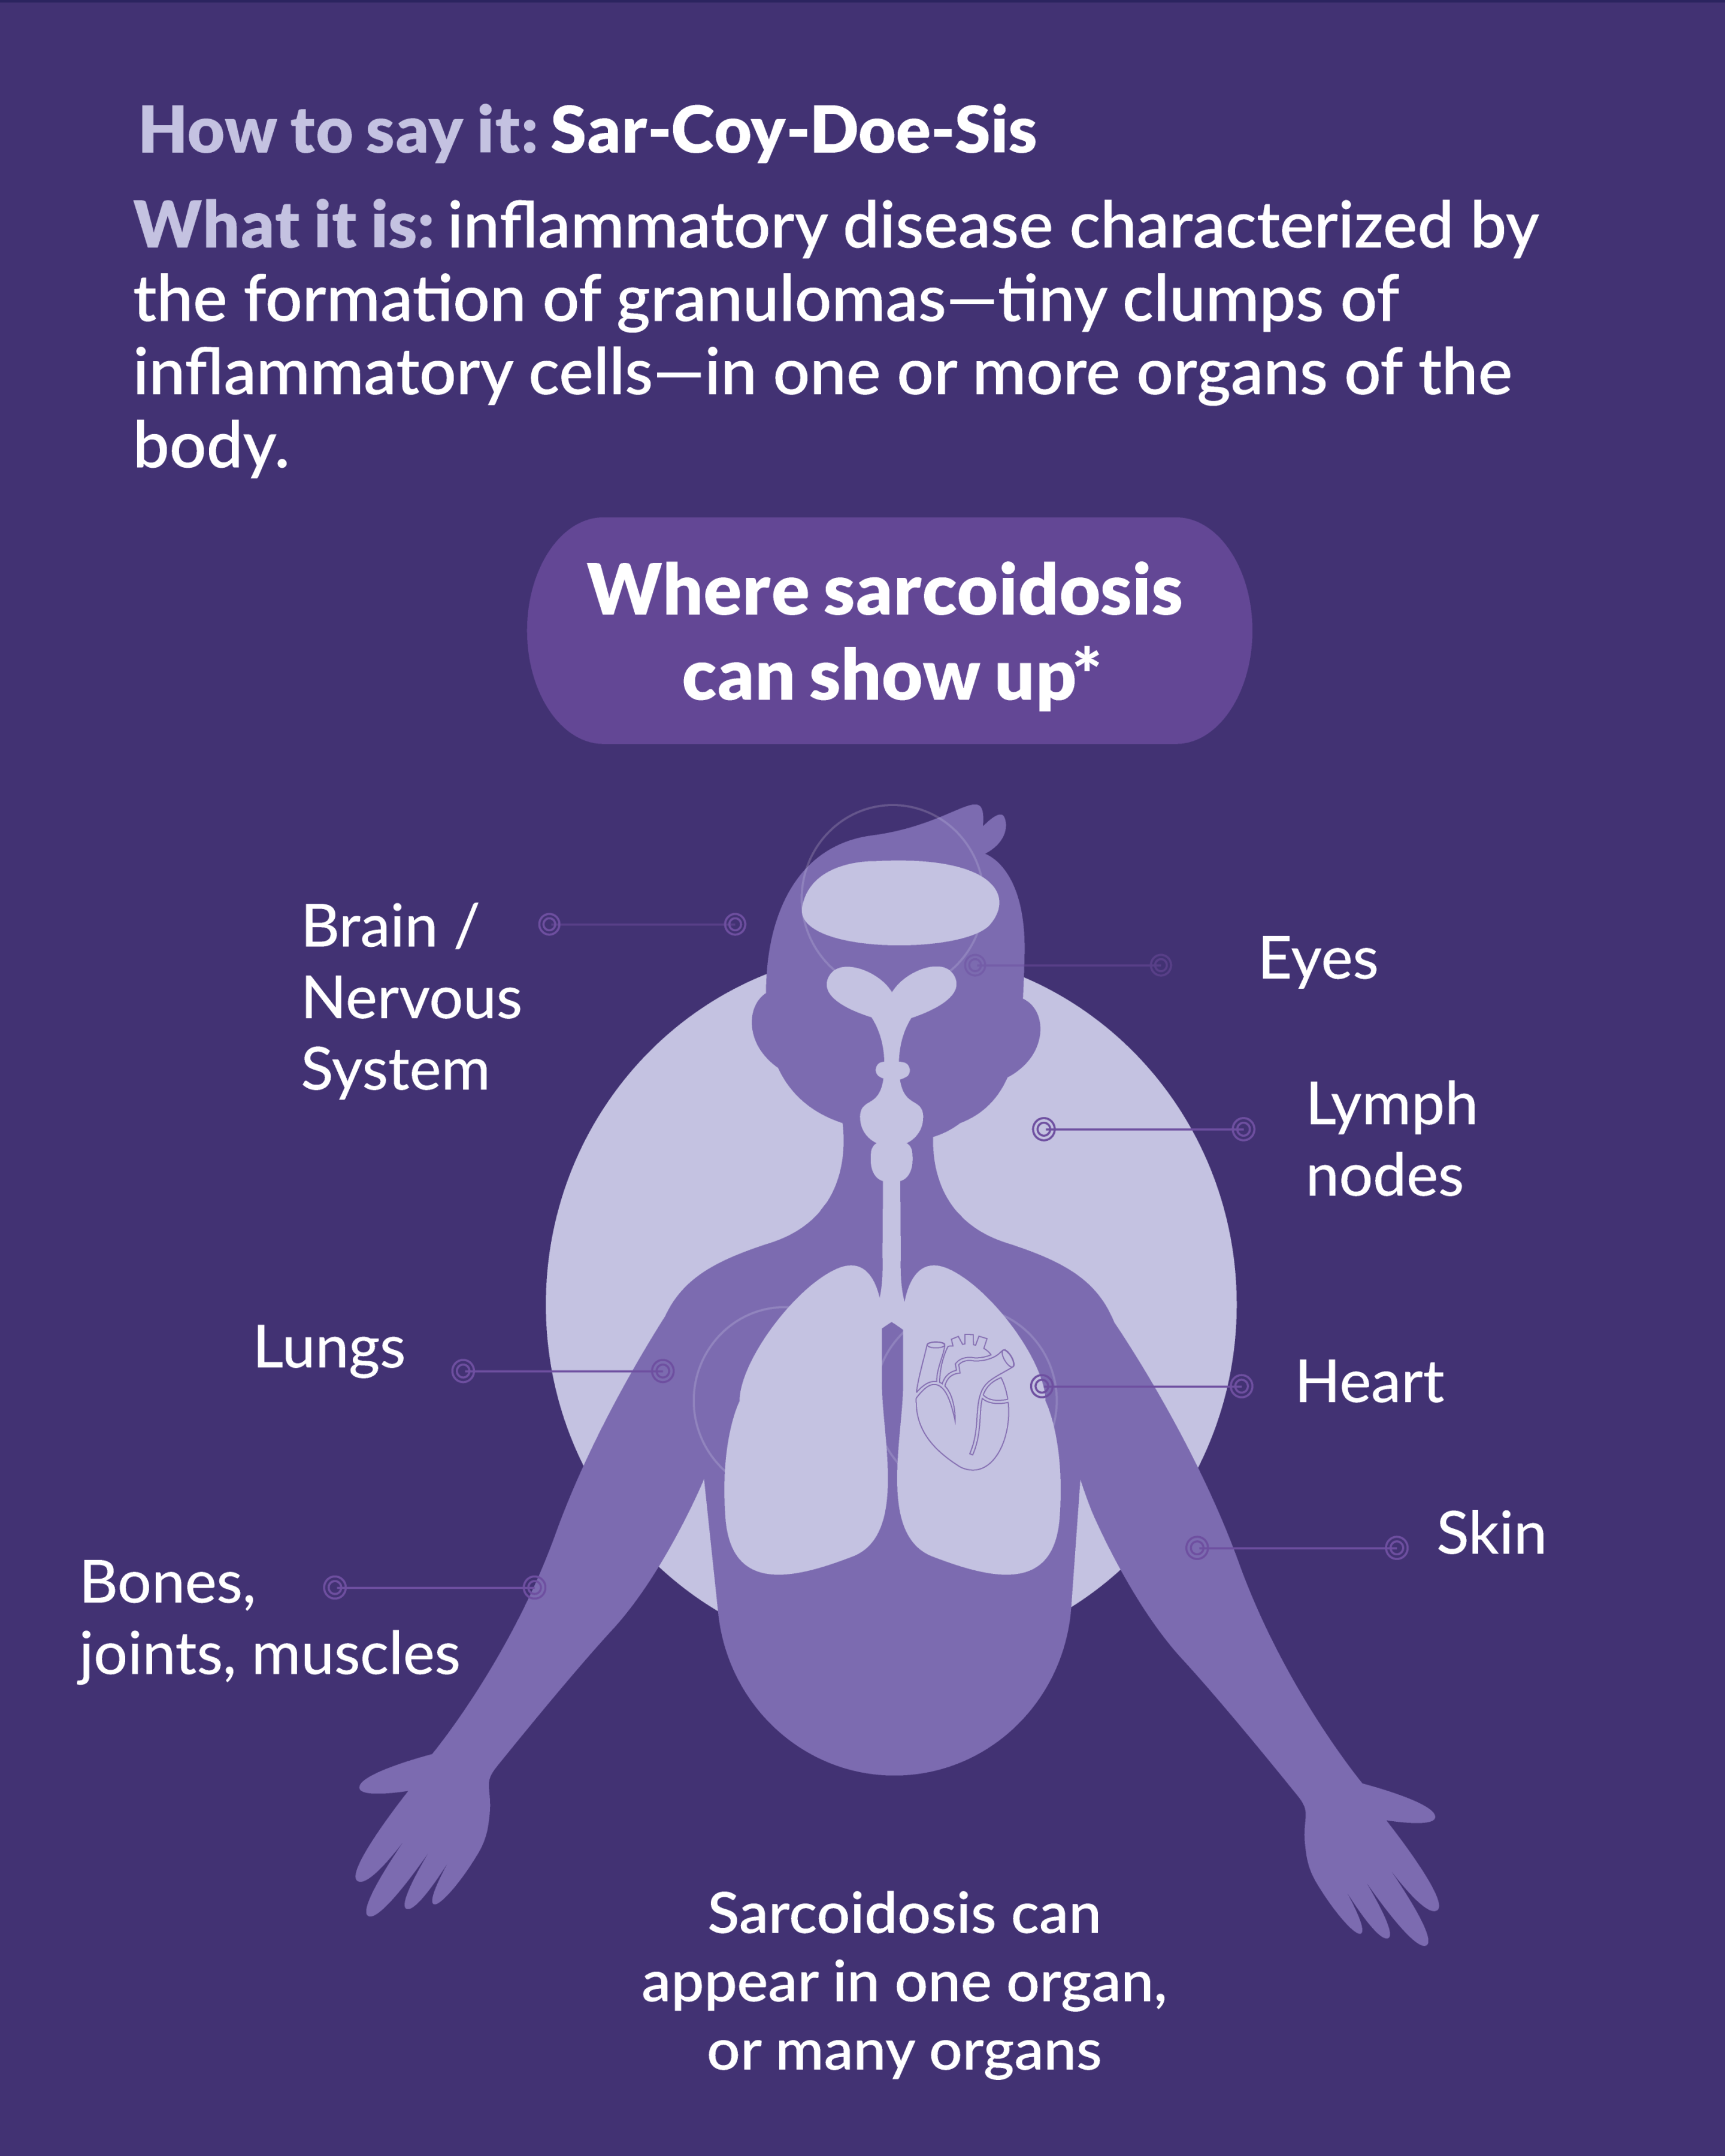 How to say it: Sar-Coy-Doe-Sis
What it is: inflammatory disease characterized by
the formation of granulomas—tiny clumps of
inflammatory cells—in one or more organs of the
body.
Where sarcoidosis
can show up*
Brain /
Nervous
System
Eyes
Lymph
nodes
Lungs
Heart
Skin
Bones,
joints, muscles
Sarcoidosis can
appear in one organ,
or many organs